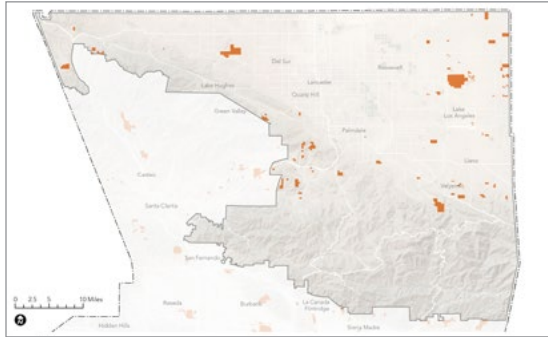 Del Sur
Roosevelt
Lancaster
Lake Hughes
Quartz Hill
Lake
Los Angeles
Green Valley
Palmdale
Llano
Castaic
Valyermo
Santa Clarita
San Fernando
0 2.5 5 10 Miles
Reseda
Burbank
La Canada
Flintridge
Hidden Hills
Sierra Madre
N